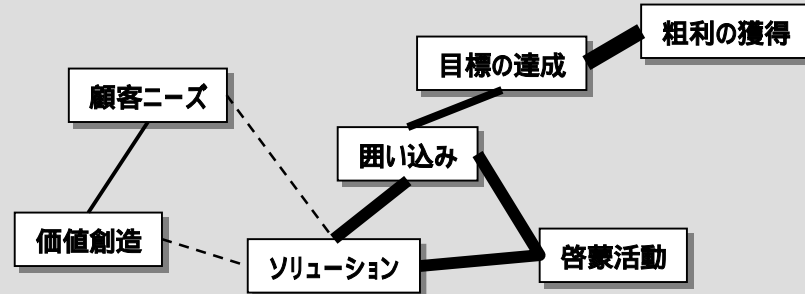 粗利の獲得
目標の達成
顧客ニーズ
囲い込み
価値創造
ソリューション
啓蒙活動